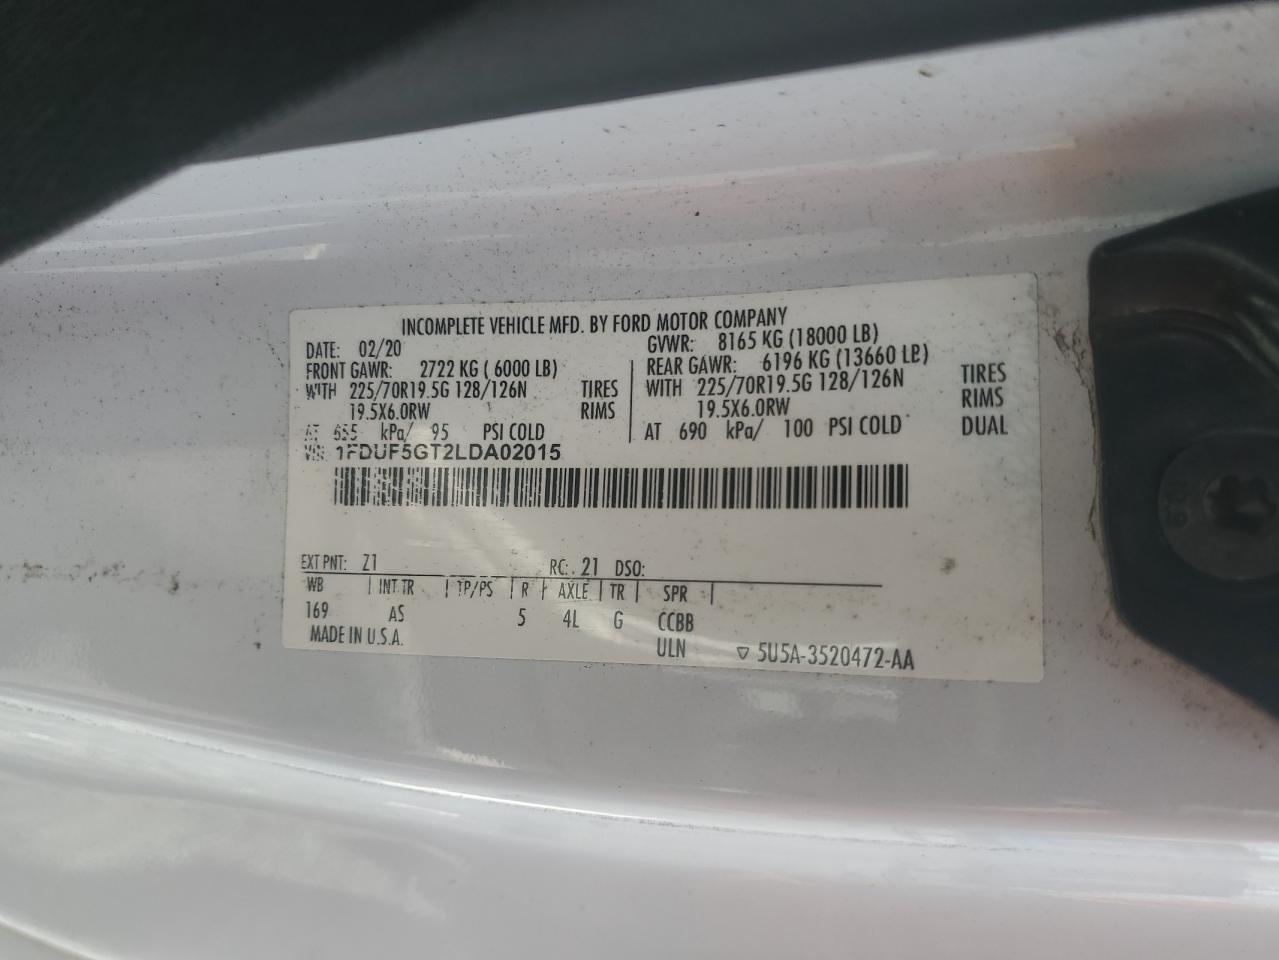 INCOMPLETE VEHICLE MFD. BY FORD MOTOR COMPANY
DATE: 02/20 GVWR: 8165 KG (18000 LB)
FRONT GAWR: 2722 KG ( 6000 LB) REAR GAWR: 6196 KG (13660 LB)
WITH 225/70R19.5G 128/126N TIRES WITH 225/70R19.5G 128/126N TIRES
19.5X6.0RW RIMS 19.5X6.0RW RIMS
AT 655 kPa/ 95 PSI COLD AT 690 kPa/ 100 PSI COLD DUAL
VIN: 1FDUF5GT2LDA02015
EXT PNT: Z1 RC: 21 DSO:
WB | INT TR | TP/PS | R | AXLE | TR | SPR |
169 AS 5 4L G CCBB
MADE IN U.S.A. ULN ▽ 5U5A-3520472-AA